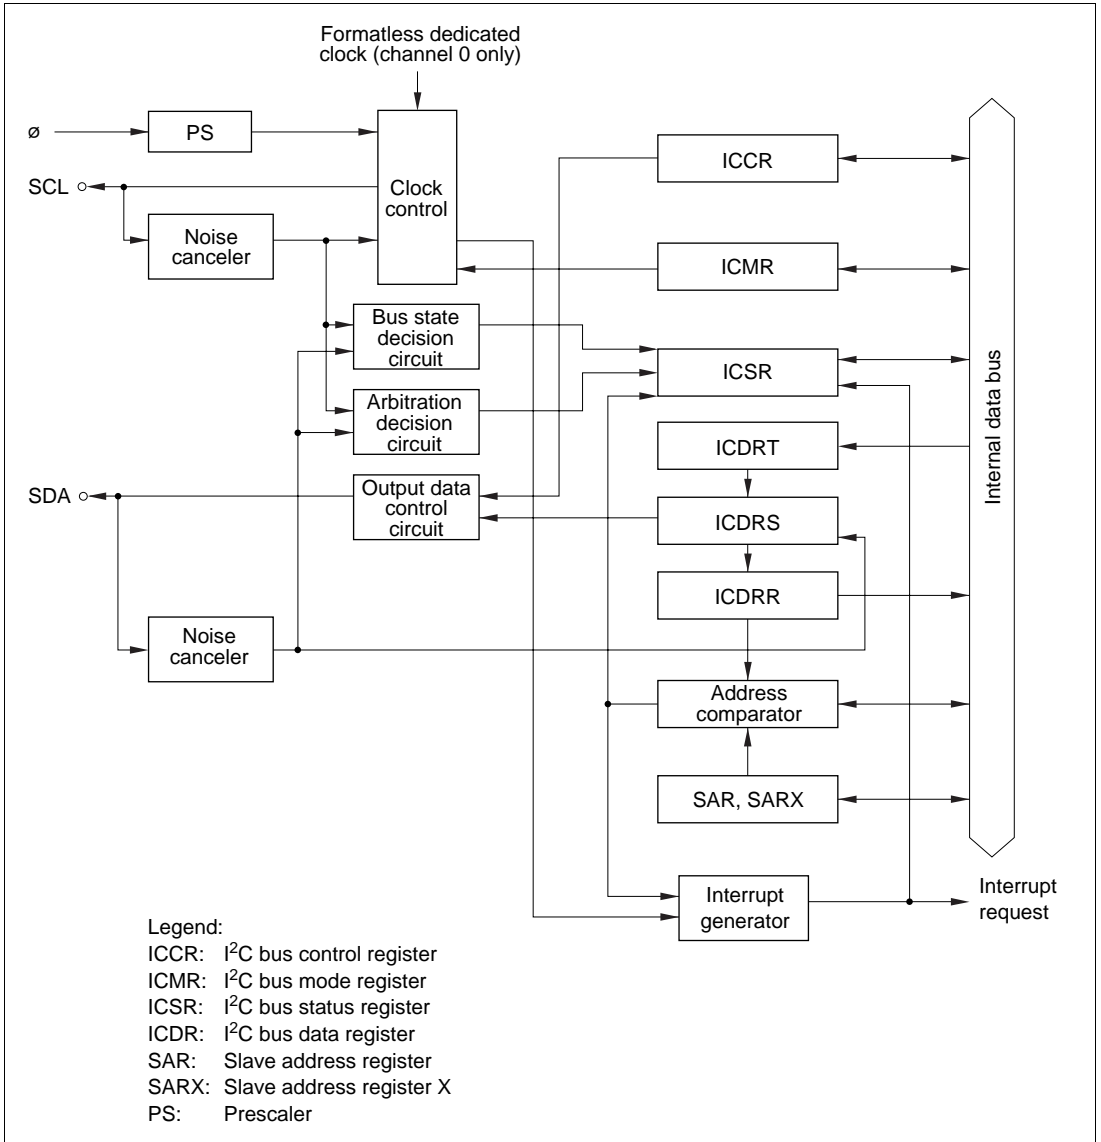 Formatless dedicated
clock (channel 0 only)
ø
PS
SCL
Clock
control
Noise
canceler
ICCR
ICMR
Bus state
decision
circuit
ICSR
Arbitration
decision
circuit
ICDRT
SDA
Output data
control
circuit
ICDRS
ICDRR
Noise
canceler
Address
comparator
SAR, SARX
Internal data bus
Interrupt
generator
Interrupt
request
Legend:
ICCR: I²C bus control register
ICMR: I²C bus mode register
ICSR: I²C bus status register
ICDR: I²C bus data register
SAR: Slave address register
SARX: Slave address register X
PS: Prescaler